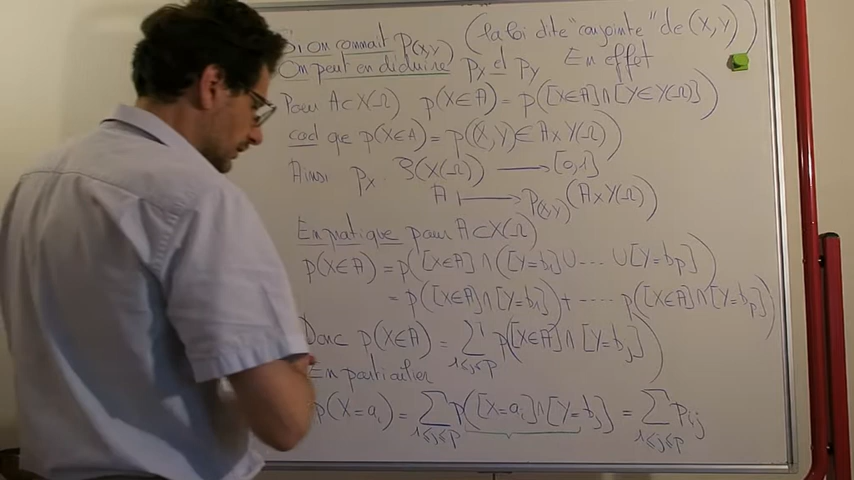 Si on connait P(X,Y) (la loi dite "conjointe" de (X,Y))
On peut en déduire PX et PY En effet
Pour A⊂X(Ω) p(X∈A) = p([X∈A]∩[Y∈Y(Ω)])
cad que p(X∈A) = p((X,Y)∈A×Y(Ω))
Ainsi PX : P(X(Ω)) → [0,1]
A ↦ P(X,Y)(A×Y(Ω))
En pratique pour A⊂X(Ω)
p(X∈A) = p([X∈A]∩([Y=b1]∪ ---- ∪[Y=bp]))
= p([X∈A]∩[Y=b1]) + ---- p([X∈A]∩[Y=bp])
Donc p(X∈A) = Σ 1≤j≤p p([X∈A]∩[Y=bj])
En particulier
p(X=ai) = Σ 1≤j≤p p([X=ai]∩[Y=bj]) = Σ 1≤j≤p pij